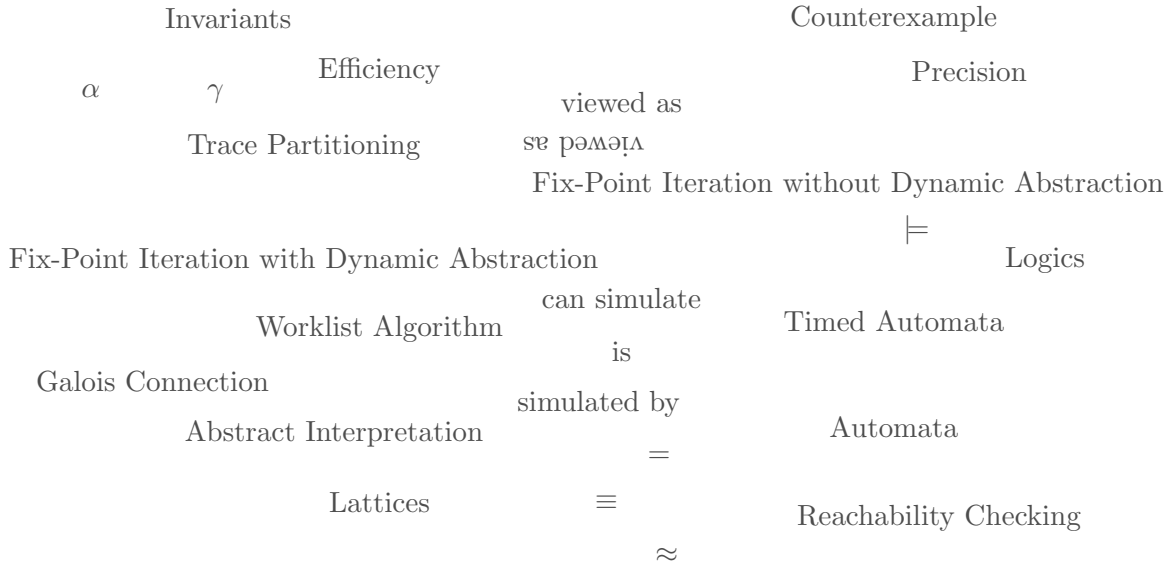 Invariants
Counterexample
Efficiency
Precision
α
γ
viewed as
Trace Partitioning
viewed as
Fix-Point Iteration without Dynamic Abstraction
⊨
Fix-Point Iteration with Dynamic Abstraction
Logics
can simulate
Worklist Algorithm
Timed Automata
is
Galois Connection
simulated by
Abstract Interpretation
Automata
=
Lattices
≡
Reachability Checking
≈